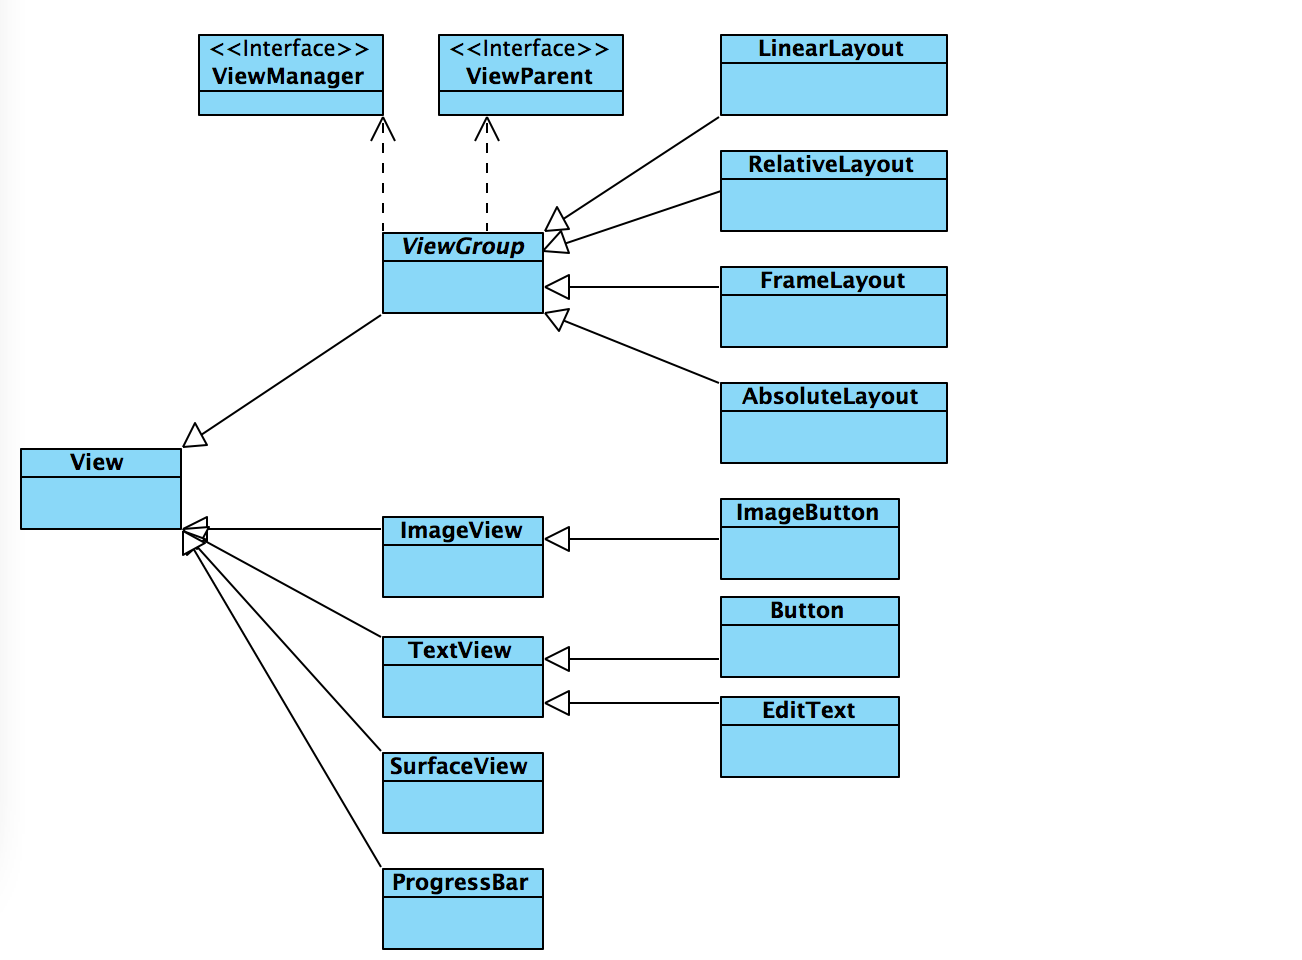 <<Interface>>
ViewManager
<<Interface>>
ViewParent
LinearLayout
RelativeLayout
ViewGroup
FrameLayout
AbsoluteLayout
View
ImageView
ImageButton
TextView
Button
EditText
SurfaceView
ProgressBar